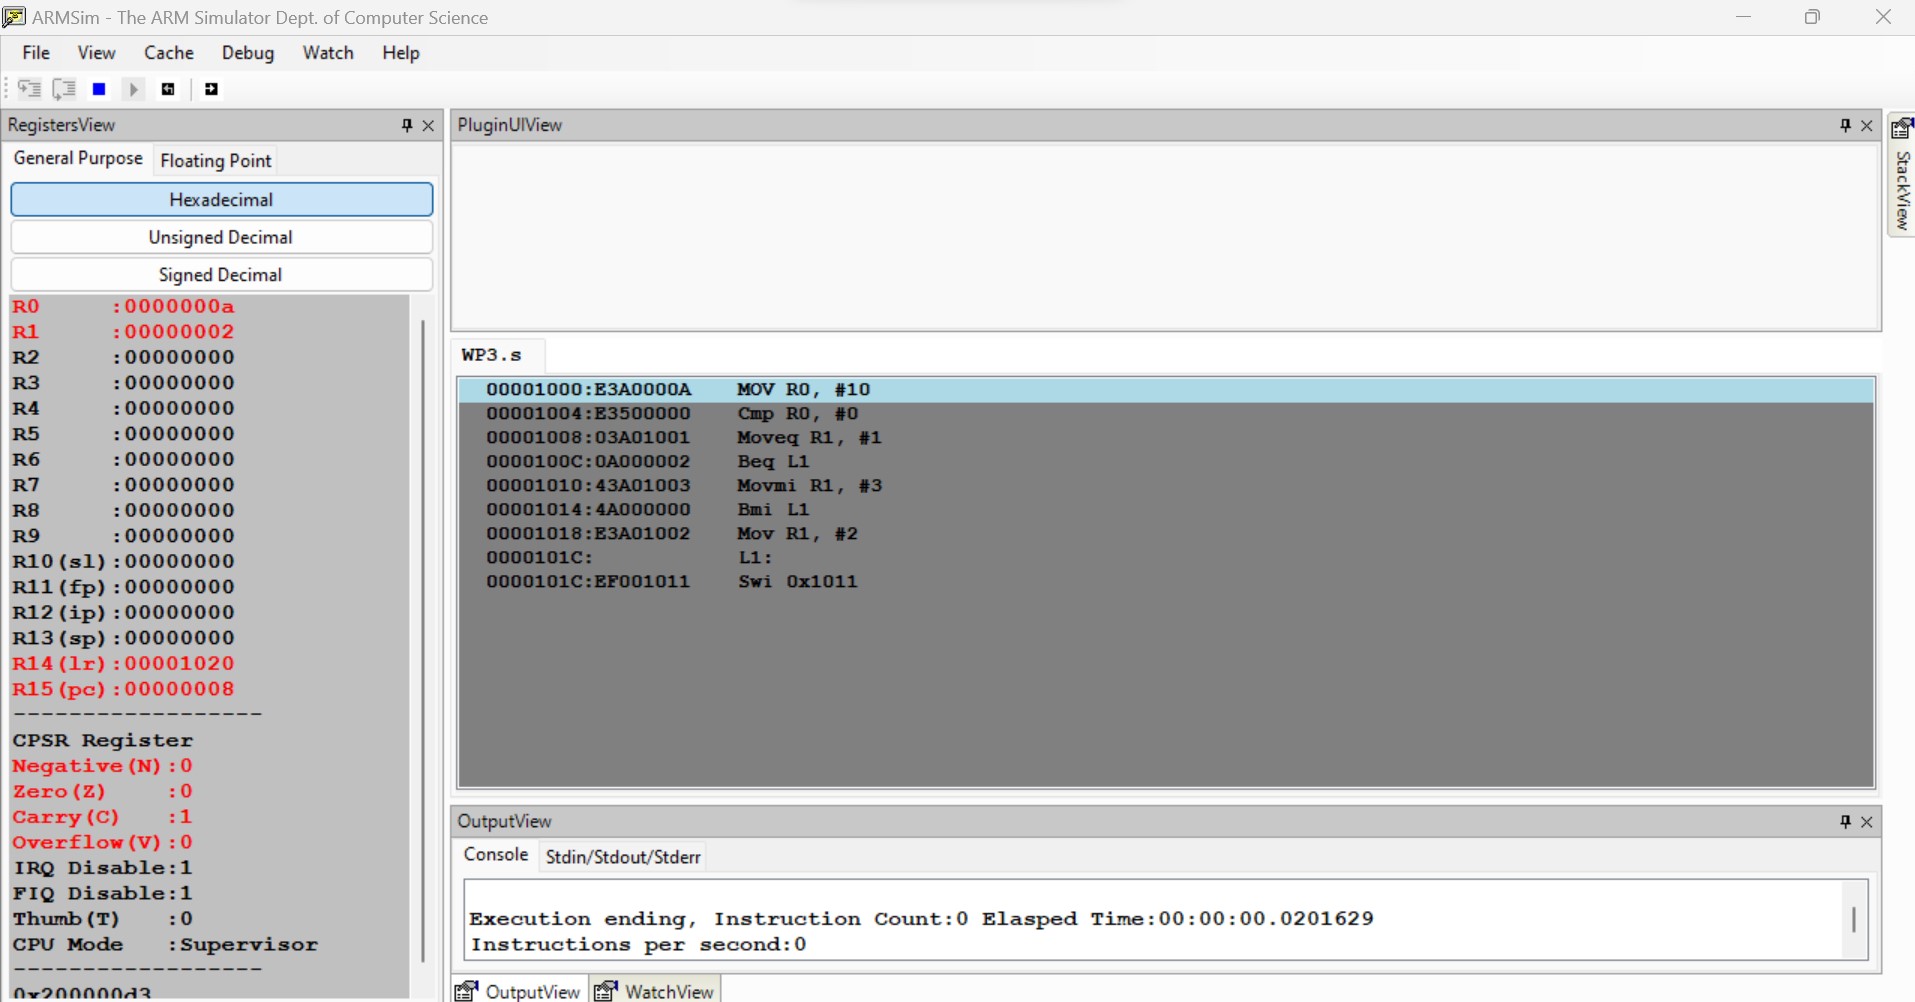 ARMSim - The ARM Simulator Dept. of Computer Science
File View Cache Debug Watch Help
RegistersView
General Purpose Floating Point
Hexadecimal
Unsigned Decimal
Signed Decimal
R0 :0000000a
R1 :00000002
R2 :00000000
R3 :00000000
R4 :00000000
R5 :00000000
R6 :00000000
R7 :00000000
R8 :00000000
R9 :00000000
R10(sl):00000000
R11(fp):00000000
R12(ip):00000000
R13(sp):00000000
R14(lr):00001020
R15(pc):00000008
-------------------
CPSR Register
Negative(N):0
Zero(Z) :0
Carry(C) :1
Overflow(V):0
IRQ Disable:1
FIQ Disable:1
Thumb(T) :0
CPU Mode :Supervisor
-------------------
0x200000d3
PluginUIView
WP3.s
00001000:E3A0000A MOV R0, #10
00001004:E3500000 Cmp R0, #0
00001008:03A01001 Moveq R1, #1
0000100C:0A000002 Beq L1
00001010:43A01003 Movmi R1, #3
00001014:4A000000 Bmi L1
00001018:E3A01002 Mov R1, #2
0000101C: L1:
0000101C:EF001011 Swi 0x1011
OutputView
Console Stdin/Stdout/Stderr
Execution ending, Instruction Count:0 Elasped Time:00:00:00.0201629
Instructions per second:0
OutputView WatchView
StackView